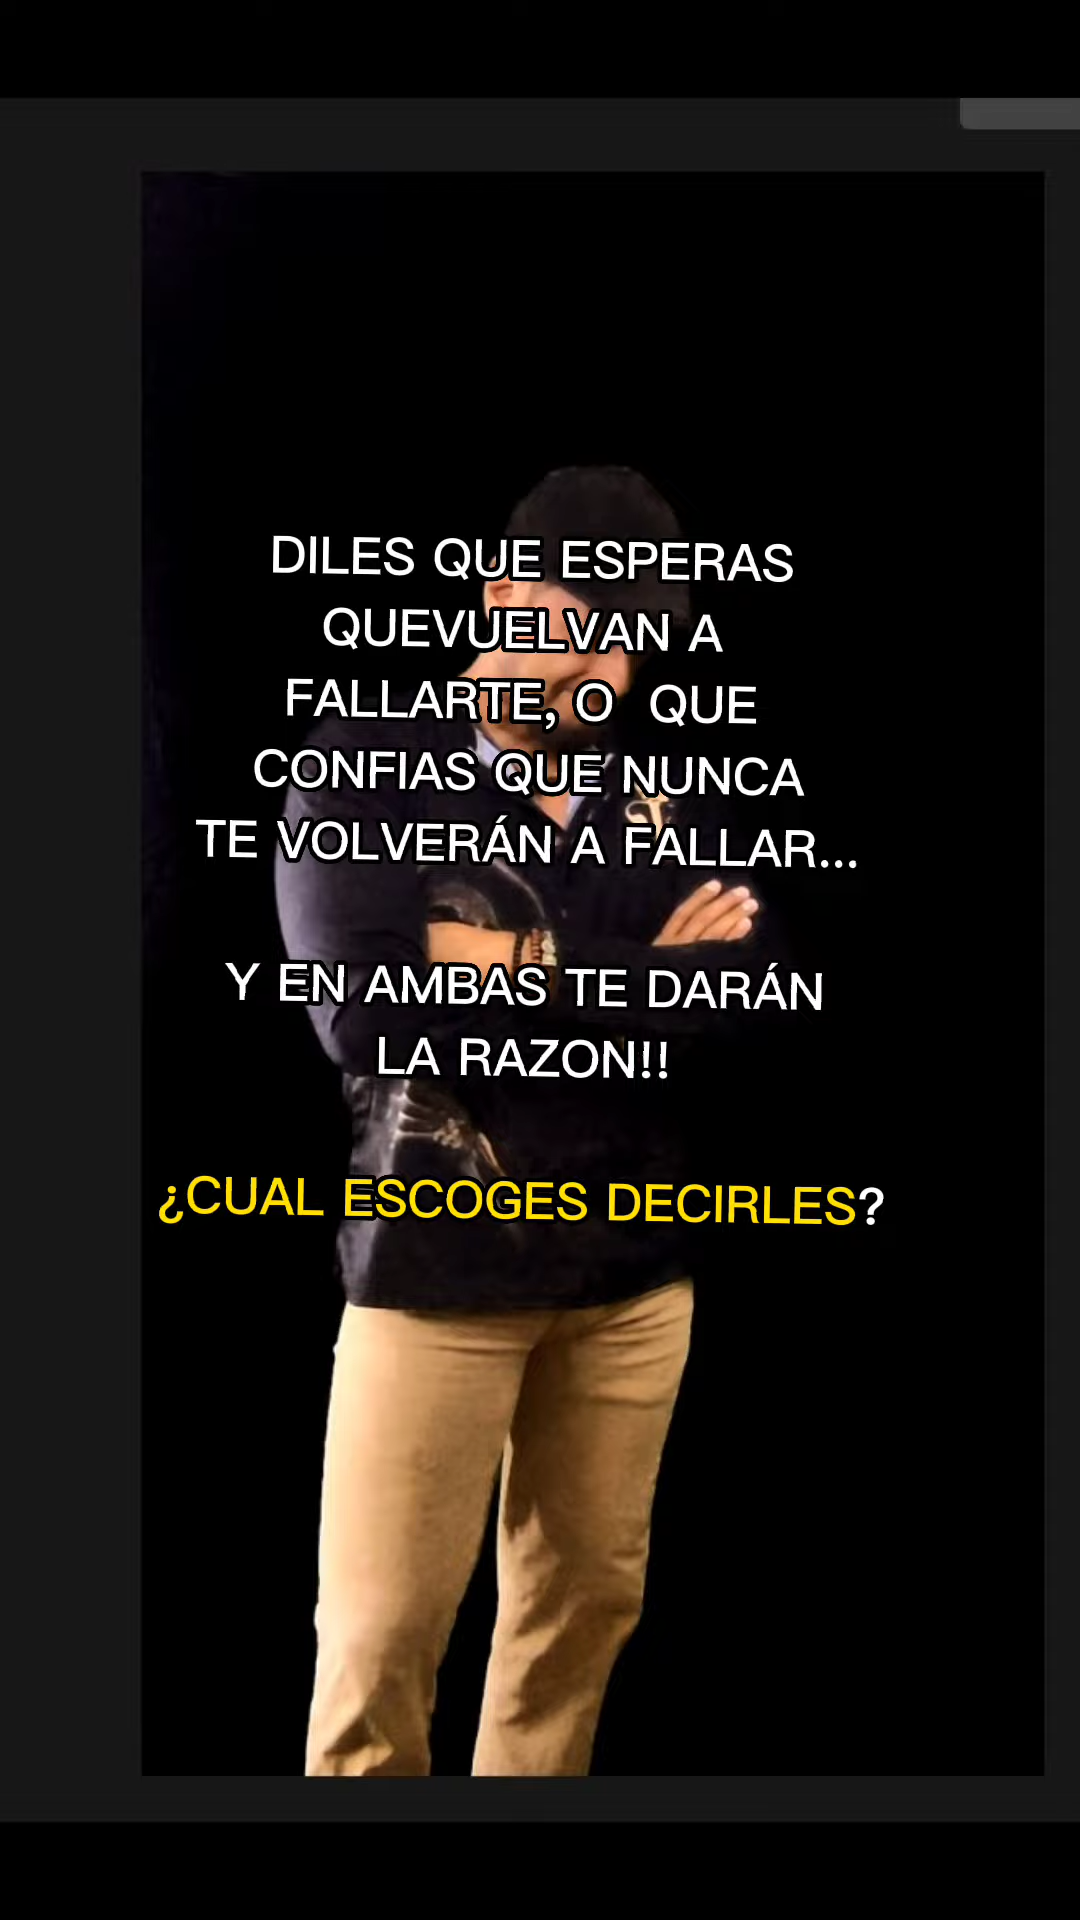 DILES QUE ESPERAS
QUEVUELVAN A
FALLARTE, O  QUE
CONFIAS QUE NUNCA
TE VOLVERÁN A FALLAR...
Y EN AMBAS TE DARÁN
LA RAZON!!
¿CUAL ESCOGES DECIRLES?